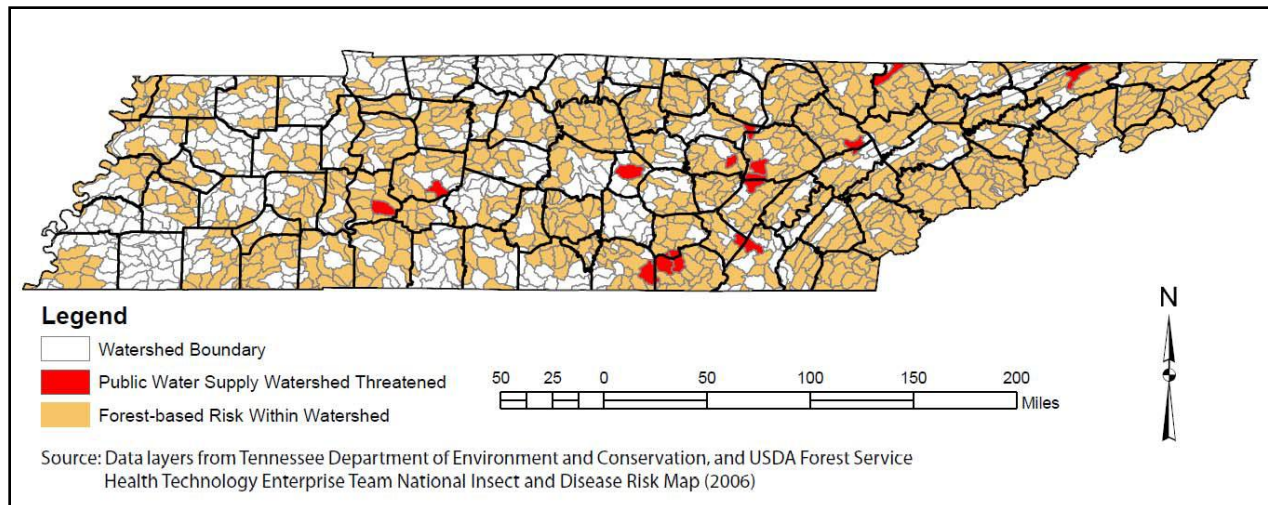 Legend
Watershed Boundary
Public Water Supply Watershed Threatened
Forest-based Risk Within Watershed
50 25 0 50 100 150 200
Miles
N
Source: Data layers from Tennessee Department of Environment and Conservation, and USDA Forest Service
Health Technology Enterprise Team National Insect and Disease Risk Map (2006)